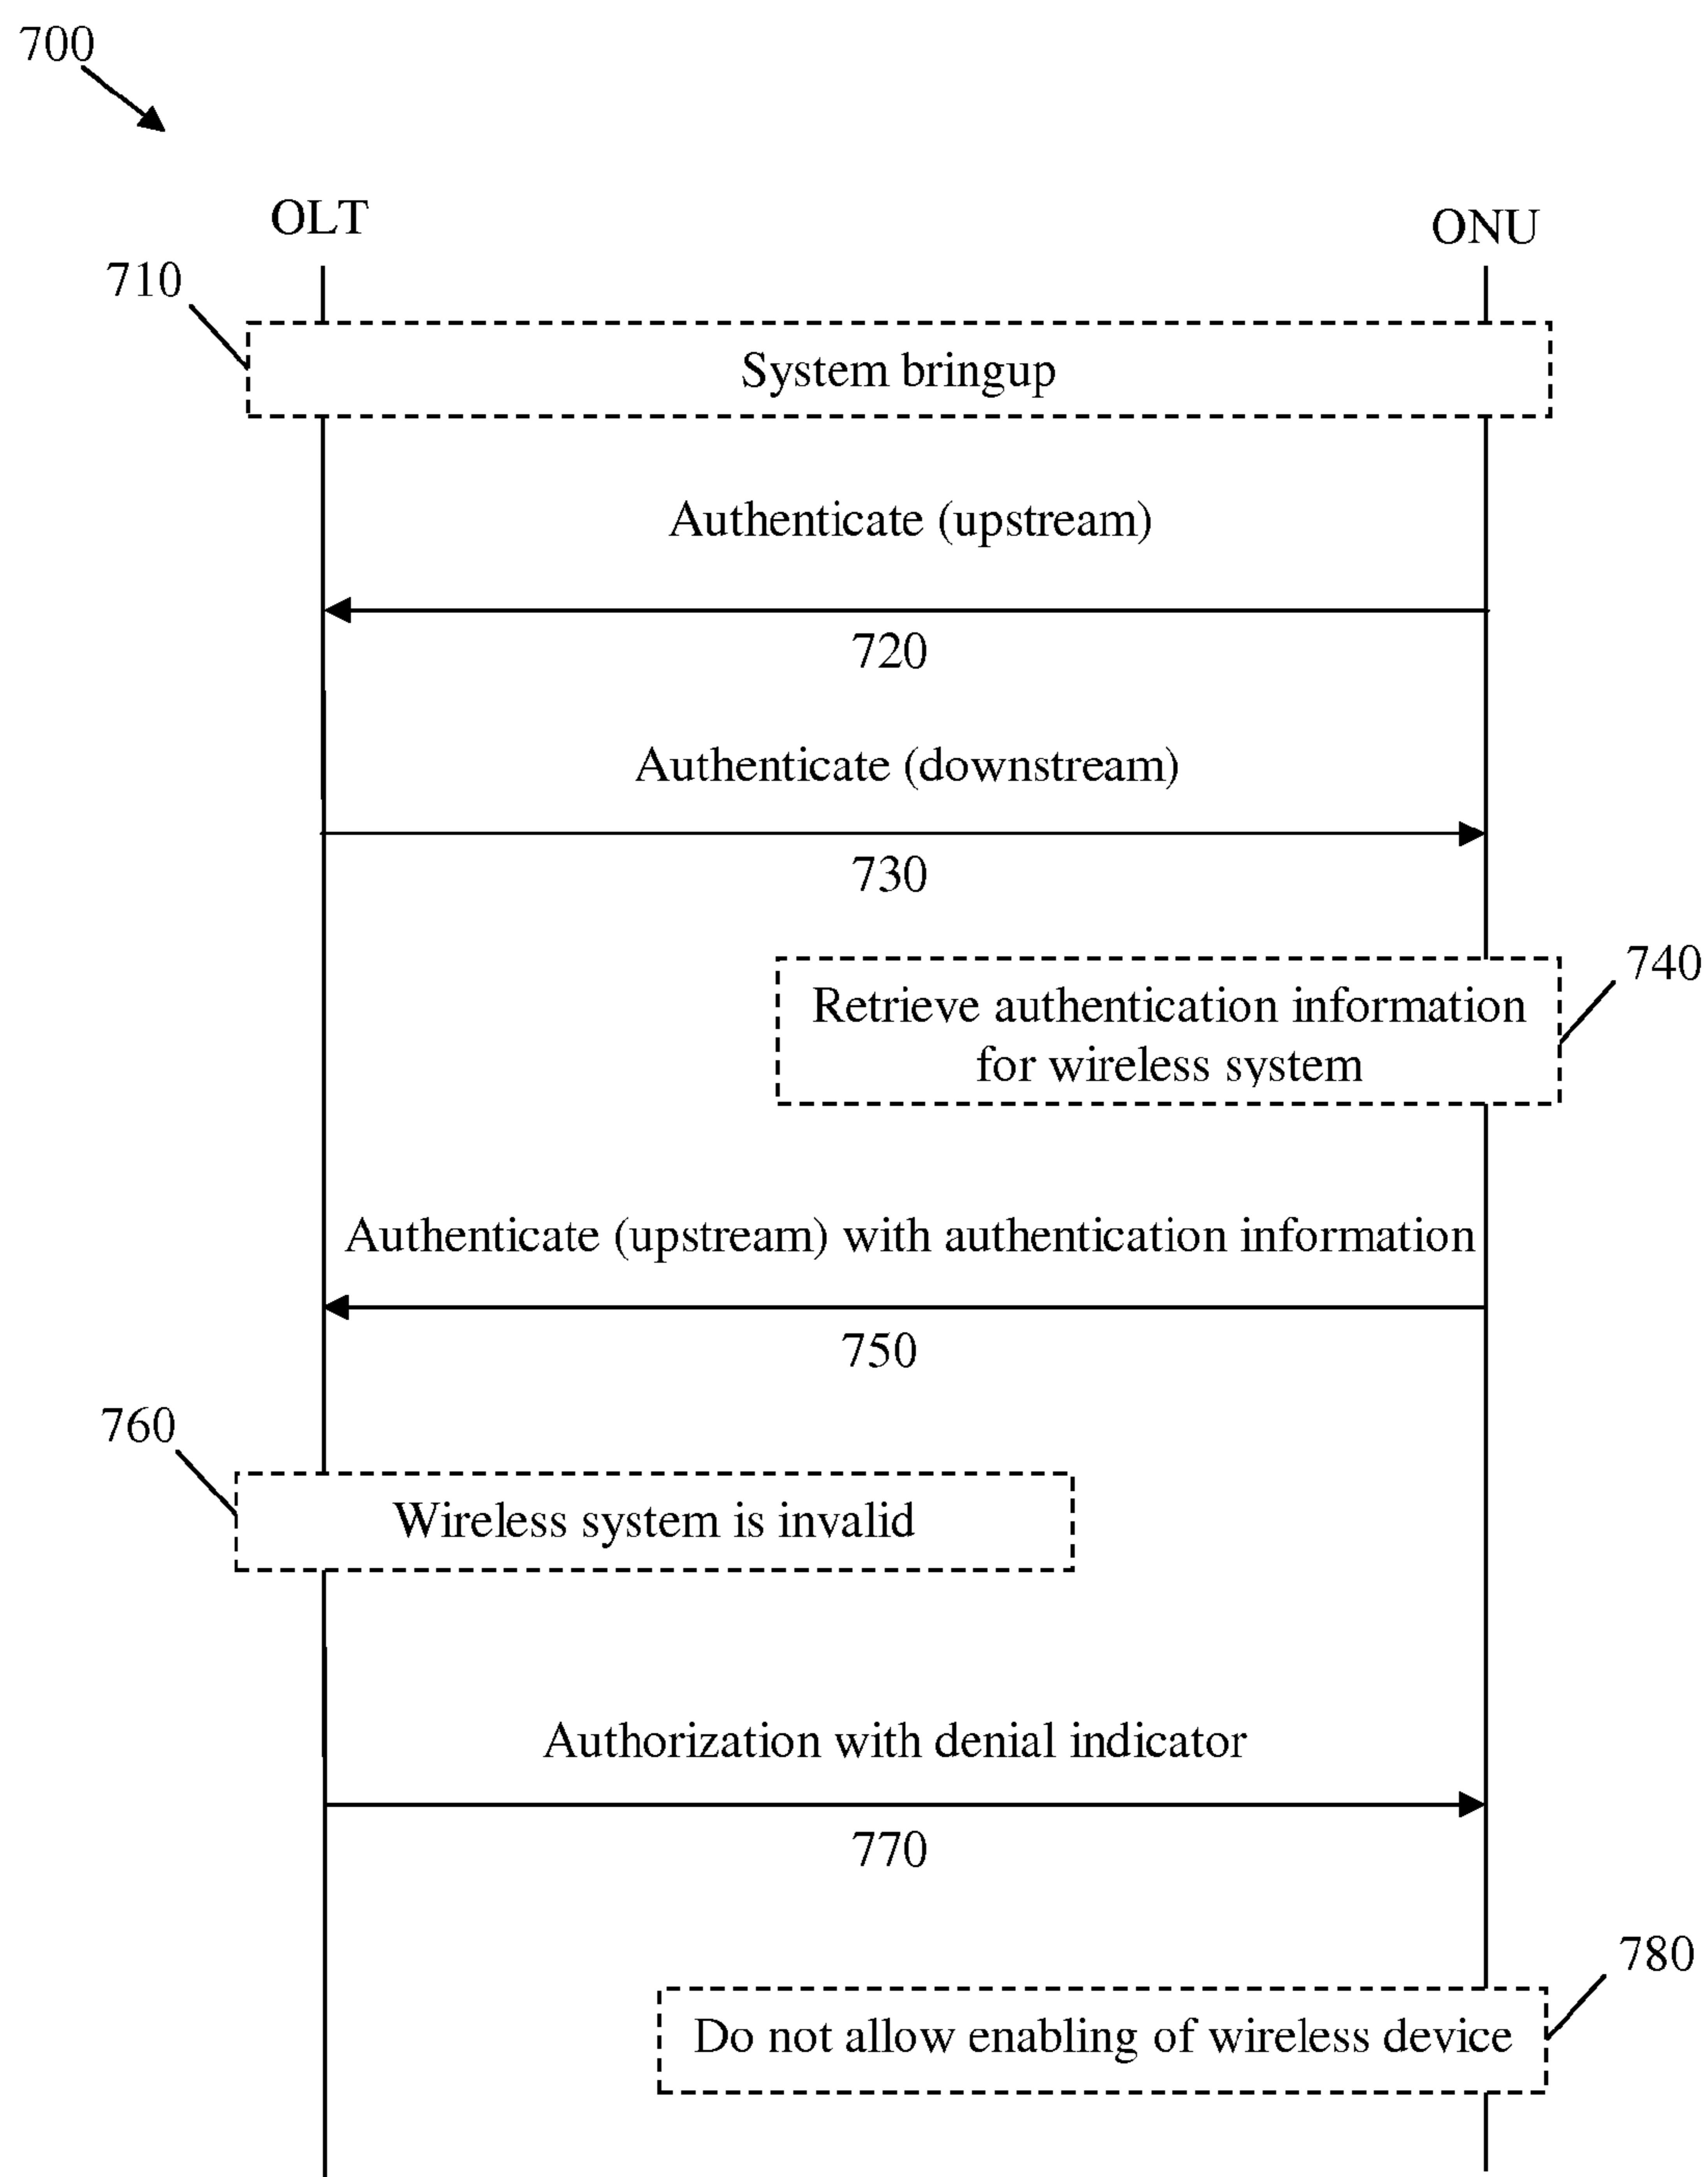 700
OLT
ONU
710
System bringup
Authenticate (upstream)
720
Authenticate (downstream)
730
740
Retrieve authentication information
for wireless system
Authenticate (upstream) with authentication information
750
760
Wireless system is invalid
Authorization with denial indicator
770
780
Do not allow enabling of wireless device